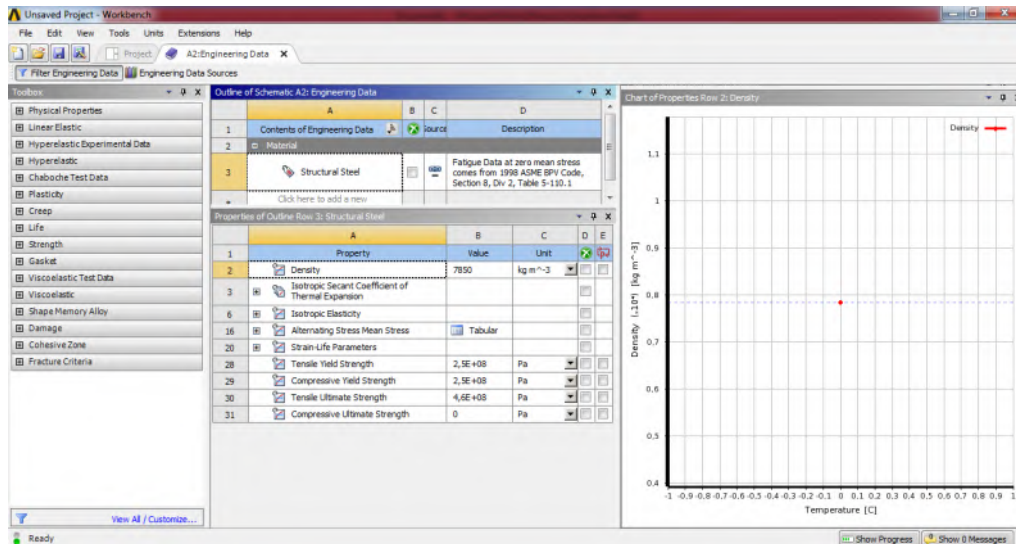 Unsaved Project - Workbench
File Edit View Tools Units Extensions Help
Project A2:Engineering Data X
Filter Engineering Data Engineering Data Sources
Toolbox
Physical Properties
Linear Elastic
Hyperelastic Experimental Data
Hyperelastic
Chaboche Test Data
Plasticity
Creep
Life
Strength
Gasket
Viscoelastic Test Data
Viscoelastic
Shape Memory Alloy
Damage
Cohesive Zone
Fracture Criteria
View All / Customize...
Outline of Schematic A2: Engineering Data
A B C D
1 Contents of Engineering Data Source Description
2 Material
3 Structural Steel Fatigue Data at zero mean stress
comes from 1998 ASME BPV Code,
Section 8, Div 2, Table 5-110.1
Click here to add a new
Properties of Outline Row 3: Structural Steel
A B C D E
1 Property Value Unit
2 Density 7850 kg m^-3
3 Isotropic Secant Coefficient of
Thermal Expansion
6 Isotropic Elasticity
16 Alternating Stress Mean Stress Tabular
20 Strain-Life Parameters
28 Tensile Yield Strength 2,5E+08 Pa
29 Compressive Yield Strength 2,5E+08 Pa
30 Tensile Ultimate Strength 4,6E+08 Pa
31 Compressive Ultimate Strength 0 Pa
Chart of Properties Row 2: Density
Density
1,1
1
0,9
0,8
0,7
0,6
0,5
0,4
Density (.10⁴) [kg m^-3]
-1 -0.9 -0.8 -0.7 -0.6 -0.5 -0.4 -0.3 -0.2 -0.1 0 0.1 0.2 0.3 0.4 0.5 0.6 0.7 0.8 0.9 1
Temperature [C]
Ready
Show Progress Show 0 Messages